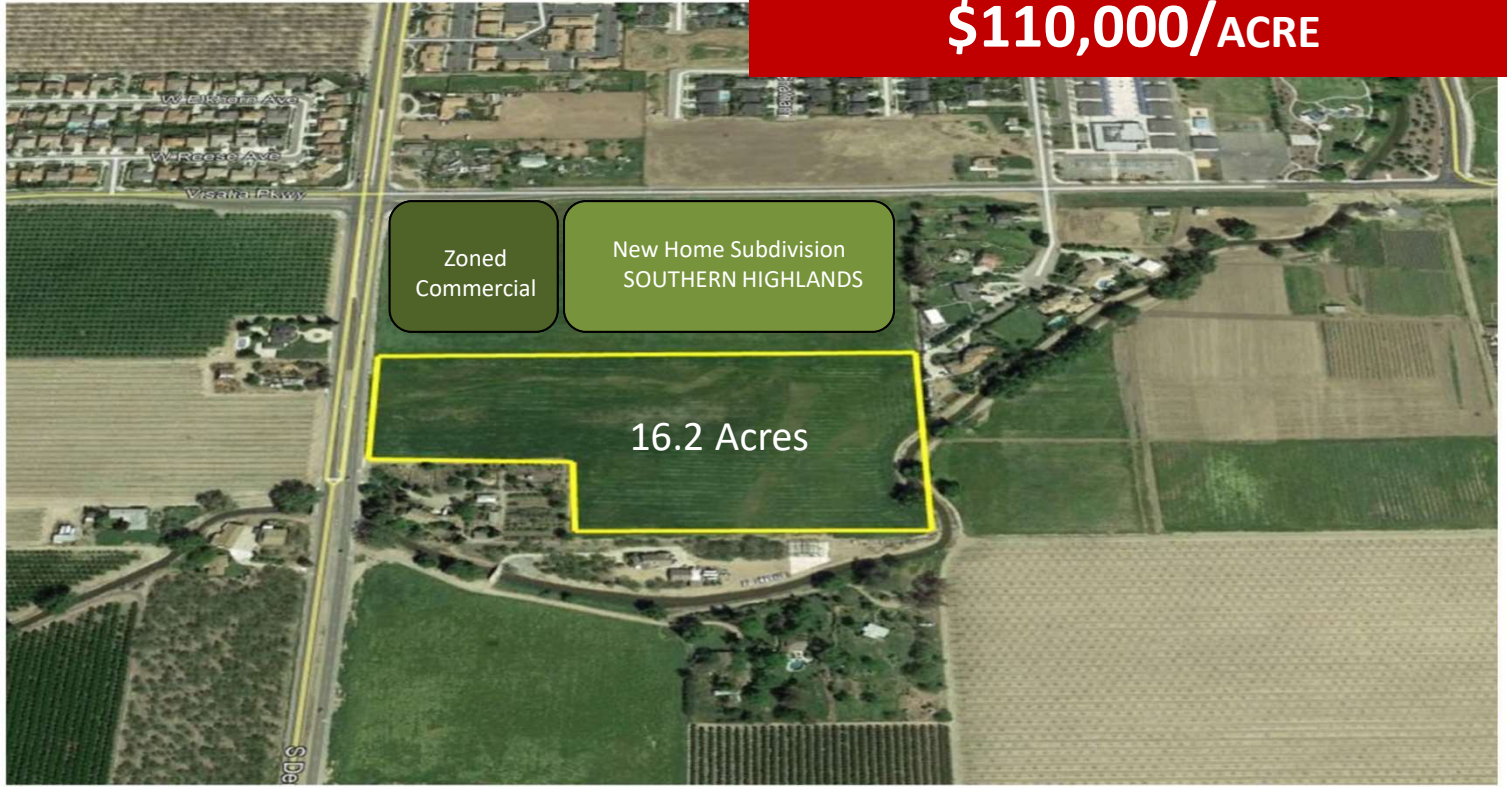 $110,000/ACRE
W Elkhorn Ave
W Reese Ave
Visalia Pkwy
Zoned
Commercial
New Home Subdivision
SOUTHERN HIGHLANDS
16.2 Acres
S De